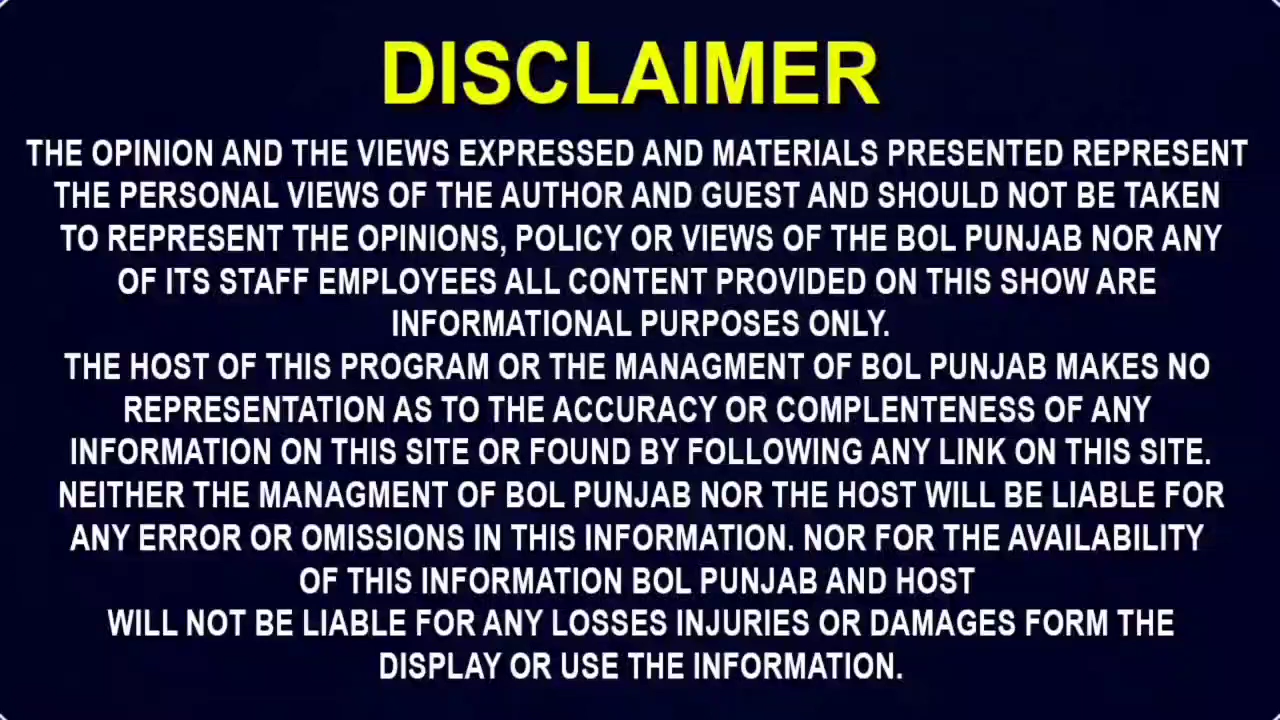 DISCLAIMER
THE OPINION AND THE VIEWS EXPRESSED AND MATERIALS PRESENTED REPRESENT
THE PERSONAL VIEWS OF THE AUTHOR AND GUEST AND SHOULD NOT BE TAKEN
TO REPRESENT THE OPINIONS, POLICY OR VIEWS OF THE BOL PUNJAB NOR ANY
OF ITS STAFF EMPLOYEES ALL CONTENT PROVIDED ON THIS SHOW ARE
INFORMATIONAL PURPOSES ONLY.
THE HOST OF THIS PROGRAM OR THE MANAGMENT OF BOL PUNJAB MAKES NO
REPRESENTATION AS TO THE ACCURACY OR COMPLENTENESS OF ANY
INFORMATION ON THIS SITE OR FOUND BY FOLLOWING ANY LINK ON THIS SITE.
NEITHER THE MANAGMENT OF BOL PUNJAB NOR THE HOST WILL BE LIABLE FOR
ANY ERROR OR OMISSIONS IN THIS INFORMATION. NOR FOR THE AVAILABILITY
OF THIS INFORMATION BOL PUNJAB AND HOST
WILL NOT BE LIABLE FOR ANY LOSSES INJURIES OR DAMAGES FORM THE
DISPLAY OR USE THE INFORMATION.